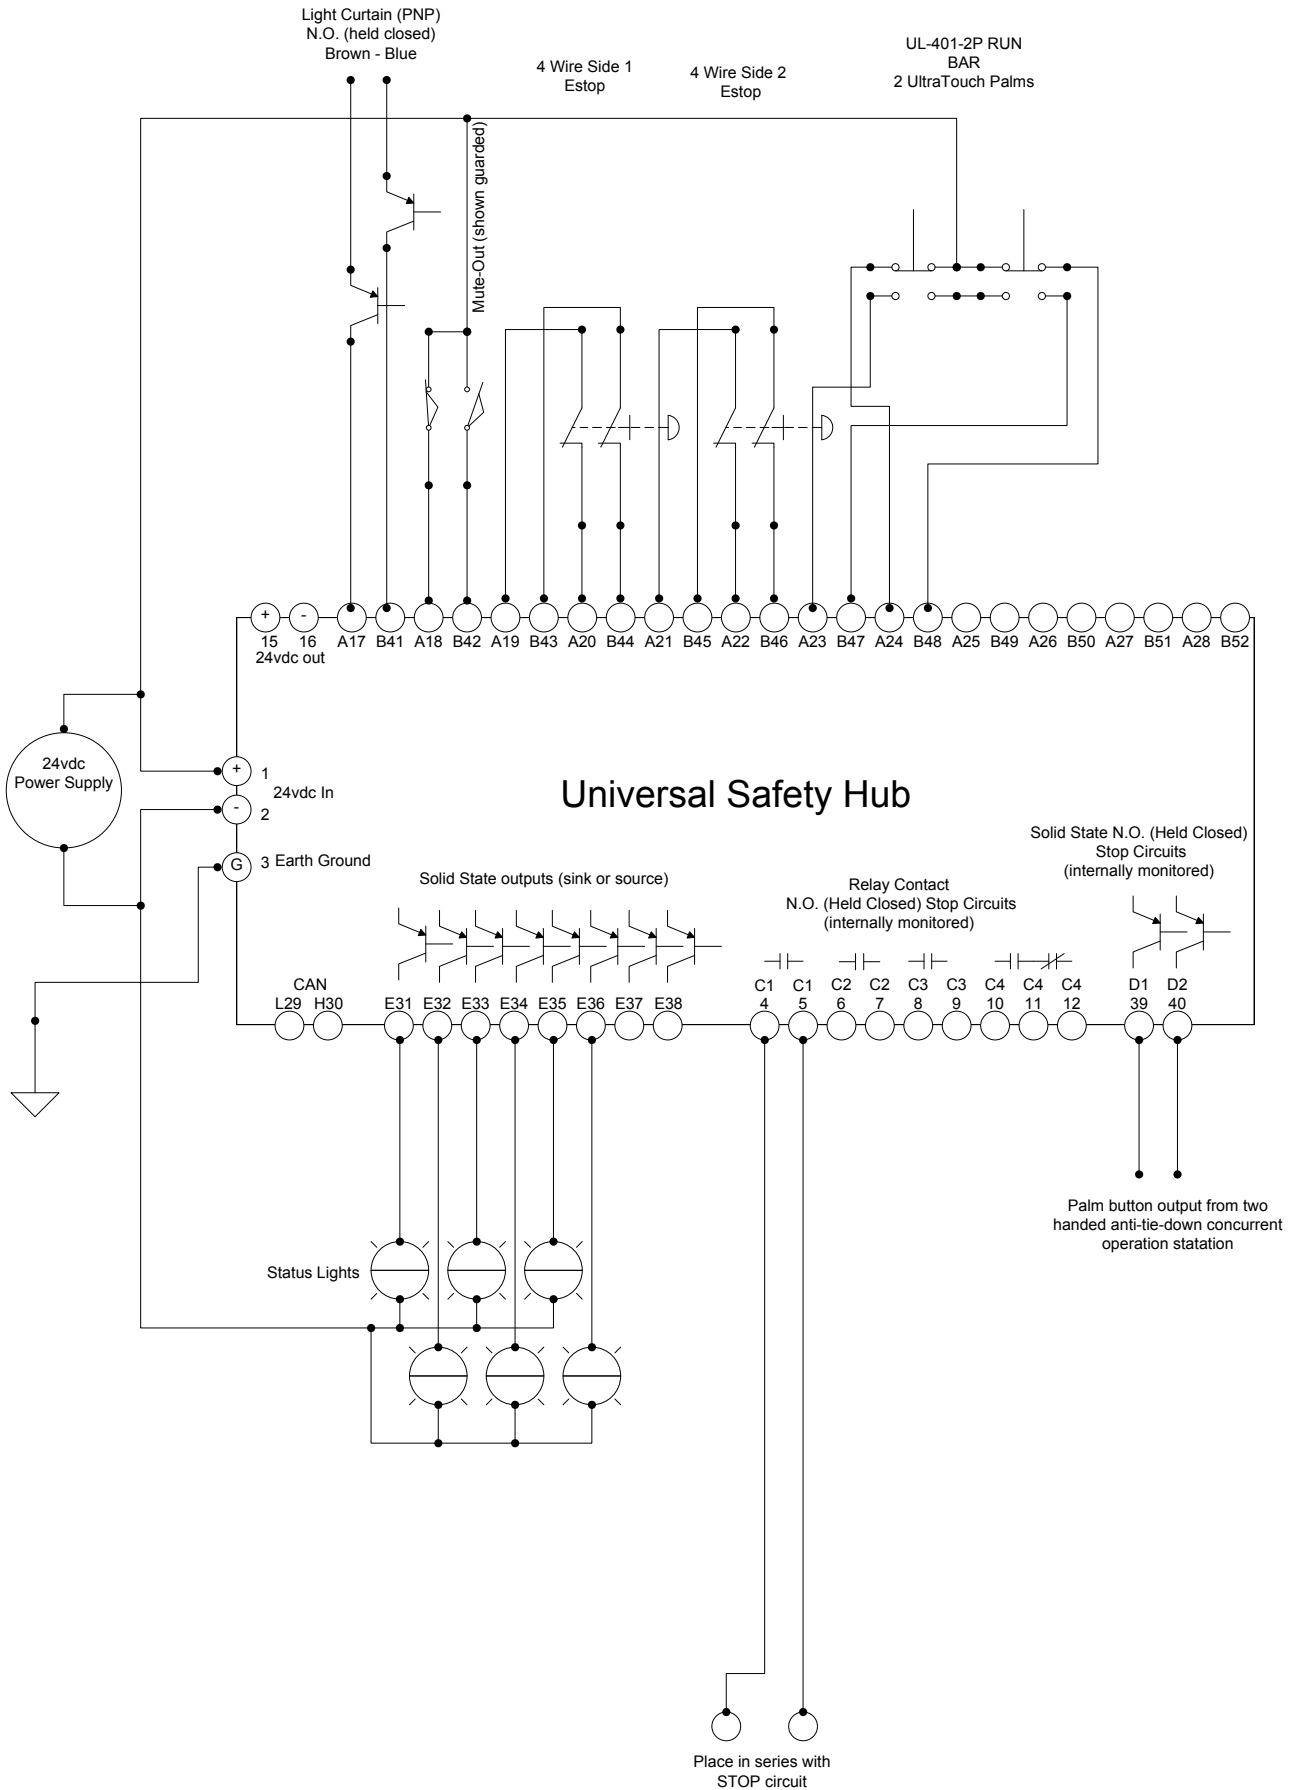 Light Curtain (PNP)
N.O. (held closed)
Brown - Blue
4 Wire Side 1
Estop
4 Wire Side 2
Estop
UL-401-2P RUN
BAR
2 UltraTouch Palms
Mute-Out (shown guarded)
+ -
15 16 A17 B41 A18 B42 A19 B43 A20 B44 A21 B45 A22 B46 A23 B47 A24 B48 A25 B49 A26 B50 A27 B51 A28 B52
24vdc out
24vdc
Power Supply
+ 1
24vdc In
- 2
G 3 Earth Ground
Universal Safety Hub
Solid State outputs (sink or source)
Relay Contact
N.O. (Held Closed) Stop Circuits
(internally monitored)
Solid State N.O. (Held Closed)
Stop Circuits
(internally monitored)
CAN
L29 H30 E31 E32 E33 E34 E35 E36 E37 E38
C1 C1 C2 C2 C3 C3 C4 C4 C4 D1 D2
4 5 6 7 8 9 10 11 12 39 40
Palm button output from two
handed anti-tie-down concurrent
operation statation
Status Lights
Place in series with
STOP circuit